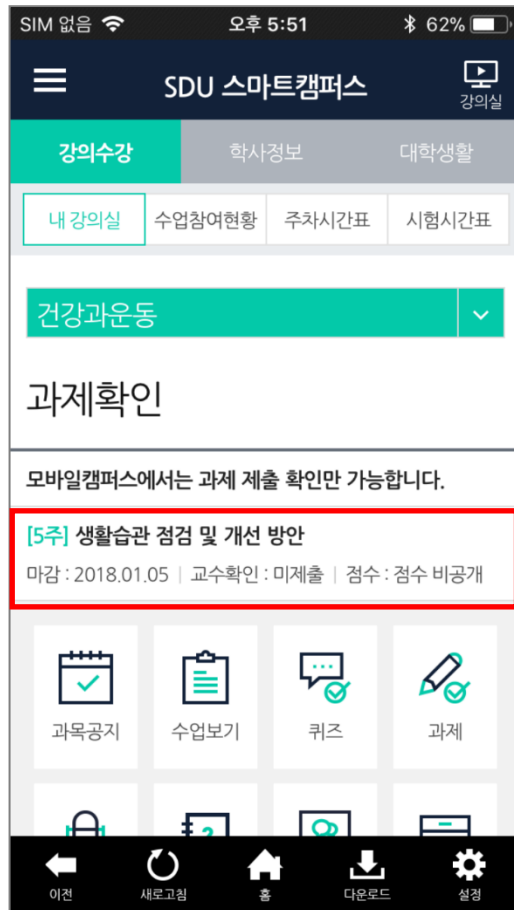 SIM 없음 오후 5:51 62%
SDU 스마트캠퍼스 강의실
강의수강 학사정보 대학생활
내 강의실 수업참여현황 주차시간표 시험시간표
건강과운동
과제확인
모바일캠퍼스에서는 과제 제출 확인만 가능합니다.
[5주] 생활습관 점검 및 개선 방안
마감 : 2018.01.05 | 교수확인 : 미제출 | 점수 : 점수 비공개
과목공지 수업보기 퀴즈 과제
이전 새로고침 홈 다운로드 설정